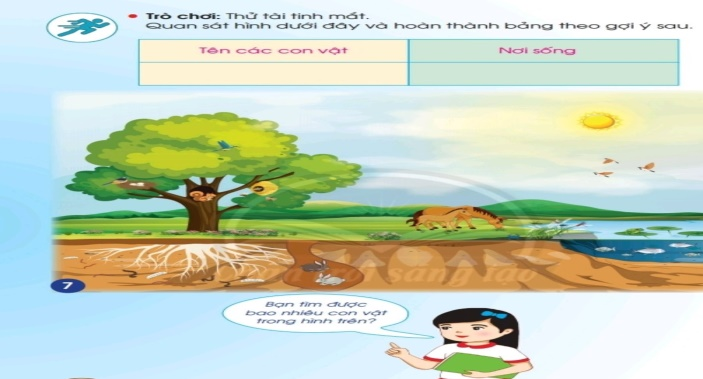 Trò chơi: Thử tài tinh mắt.
Quan sát hình dưới đây và hoàn thành bảng theo gợi ý sau.
Tên các con vật
Nơi sống
7
Bạn tìm được
bao nhiêu con vật
trong hình trên?